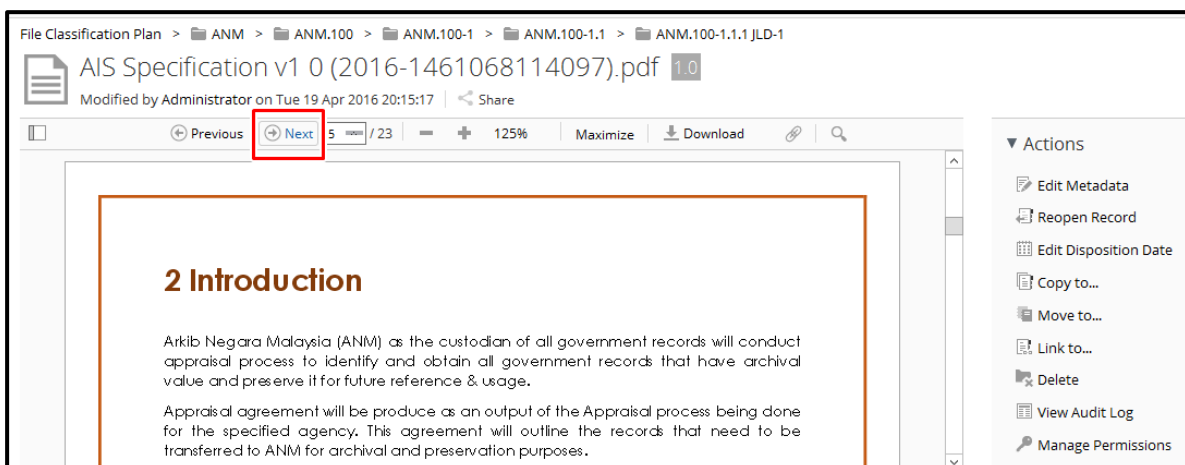 File Classification Plan > ANM > ANM.100 > ANM.100-1 > ANM.100-1.1 > ANM.100-1.1.1 JLD-1
AIS Specification v1 0 (2016-1461068114097).pdf 1.0
Modified by Administrator on Tue 19 Apr 2016 20:15:17 Share
Previous Next 5 / 23 125% Maximize Download
Actions
Edit Metadata
Reopen Record
Edit Disposition Date
Copy to...
Move to...
Link to...
Delete
View Audit Log
Manage Permissions
2 Introduction
Arkib Negara Malaysia (ANM) as the custodian of all government records will conduct
appraisal process to identify and obtain all government records that have archival
value and preserve it for future reference & usage.
Appraisal agreement will be produce as an output of the Appraisal process being done
for the specified agency. This agreement will outline the records that need to be
transferred to ANM for archival and preservation purposes.